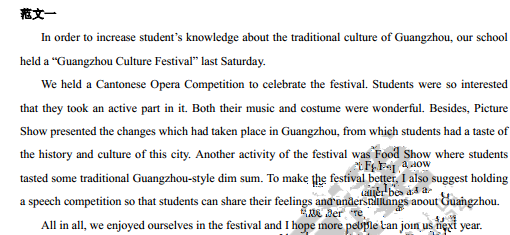 范文一
In order to increase student's knowledge about the traditional culture of Guangzhou, our school
held a "Guangzhou Culture Festival" last Saturday.
We held a Cantonese Opera Competition to celebrate the festival. Students were so interested
that they took an active part in it. Both their music and costume were wonderful. Besides, Picture
Show presented the changes which had taken place in Guangzhou, from which students had a taste of
the history and culture of this city. Another activity of the festival was Food Show where students
tasted some traditional Guangzhou-style dim sum. To make the festival better, I also suggest holding
a speech competition so that students can share their feelings and about Guangzhou.
All in all, we enjoyed ourselves in the festival and I hope more people can join us next year.